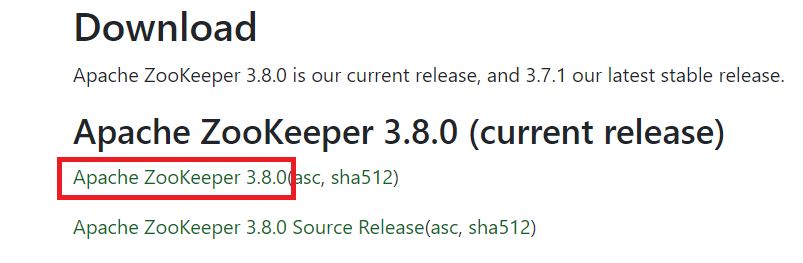 Download
Apache ZooKeeper 3.8.0 is our current release, and 3.7.1 our latest stable release.
Apache ZooKeeper 3.8.0 (current release)
Apache ZooKeeper 3.8.0(asc, sha512)
Apache ZooKeeper 3.8.0 Source Release(asc, sha512)